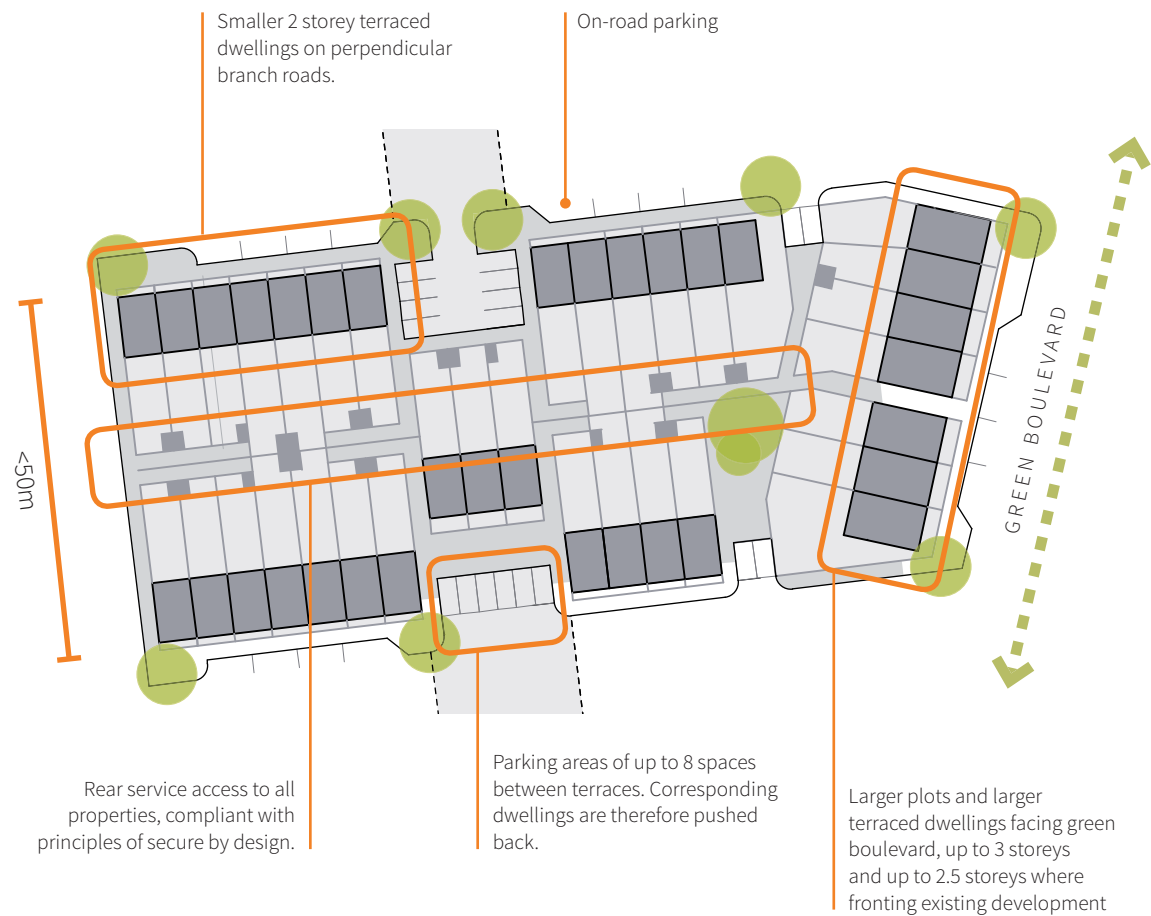 Smaller 2 storey terraced
dwellings on perpendicular
branch roads.
On-road parking
<50m
GREEN BOULEVARD
Rear service access to all
properties, compliant with
principles of secure by design.
Parking areas of up to 8 spaces
between terraces. Corresponding
dwellings are therefore pushed
back.
Larger plots and larger
terraced dwellings facing green
boulevard, up to 3 storeys
and up to 2.5 storeys where
fronting existing development